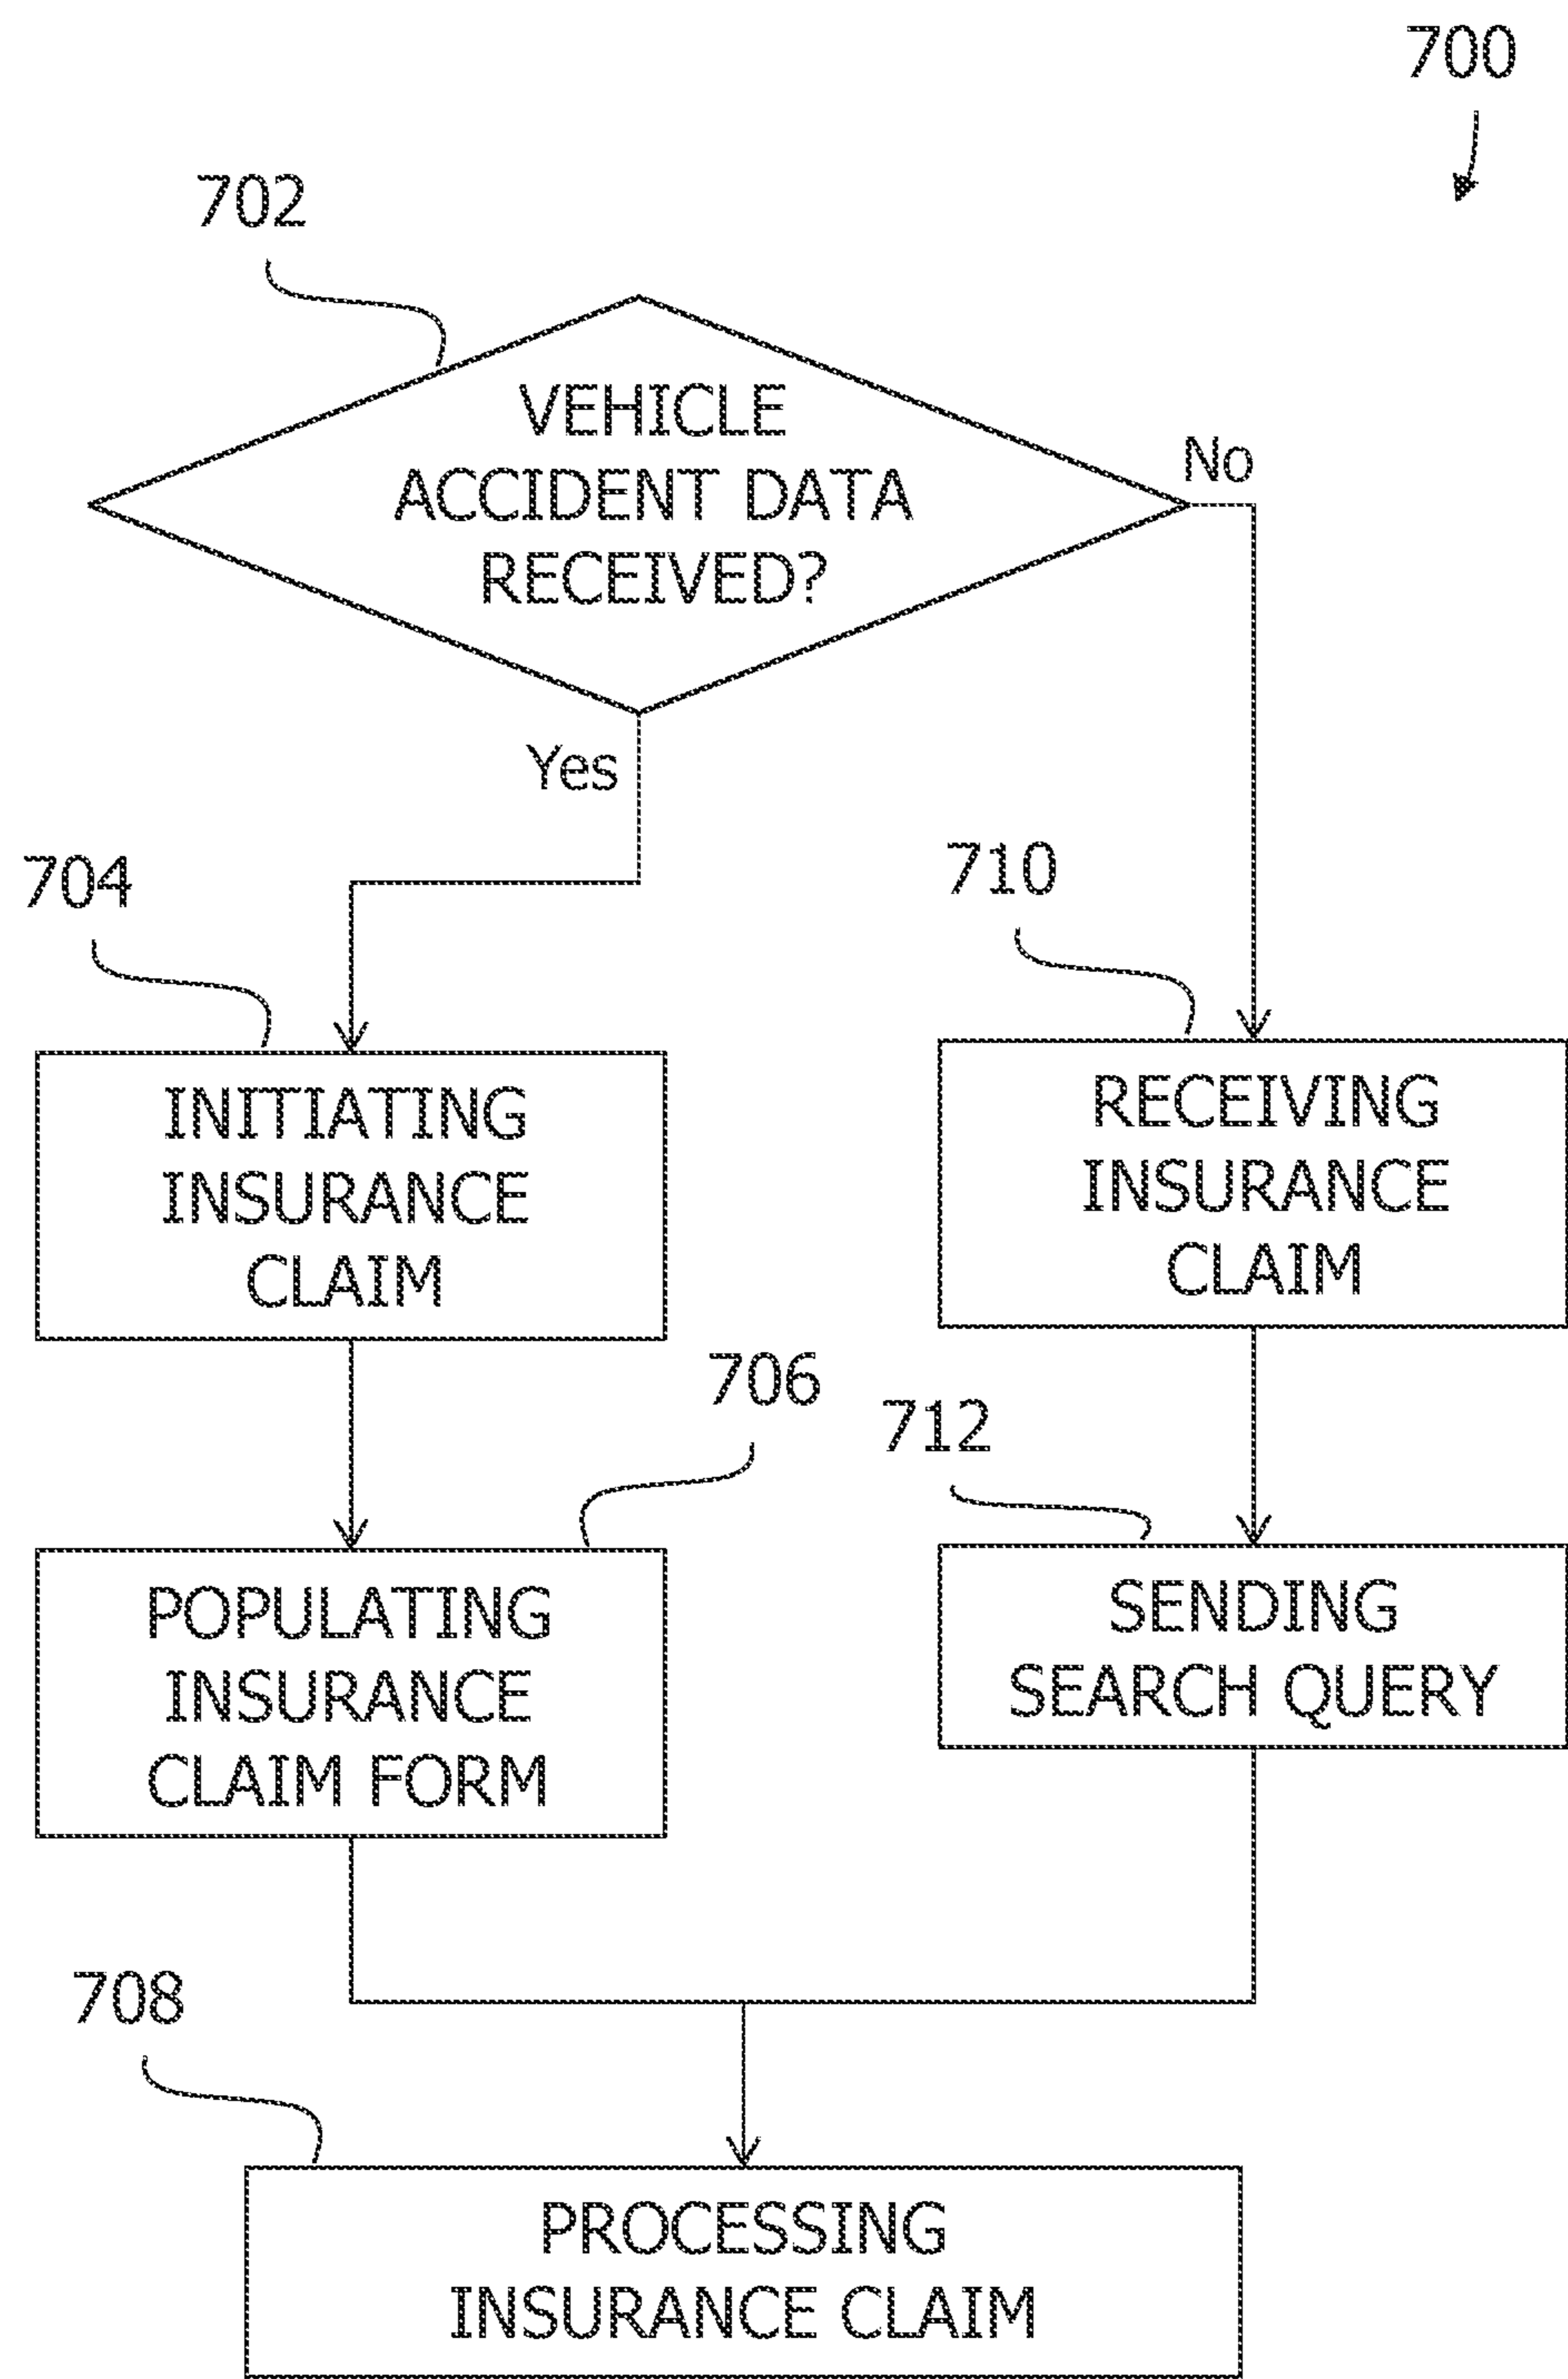 700
702
VEHICLE
ACCIDENT DATA
RECEIVED?
No
Yes
704
INITIATING
INSURANCE
CLAIM
710
RECEIVING
INSURANCE
CLAIM
706
POPULATING
INSURANCE
CLAIM FORM
712
SENDING
SEARCH QUERY
708
PROCESSING
INSURANCE CLAIM